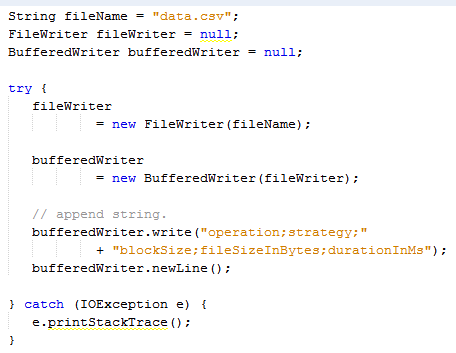 String fileName = "data.csv";
FileWriter fileWriter = null;
BufferedWriter bufferedWriter = null;
try {
fileWriter
= new FileWriter(fileName);
bufferedWriter
= new BufferedWriter(fileWriter);
// append string.
bufferedWriter.write("operation;strategy;"
+ "blockSize;fileSizeInBytes;durationInMs");
bufferedWriter.newLine();
} catch (IOException e) {
e.printStackTrace();
}